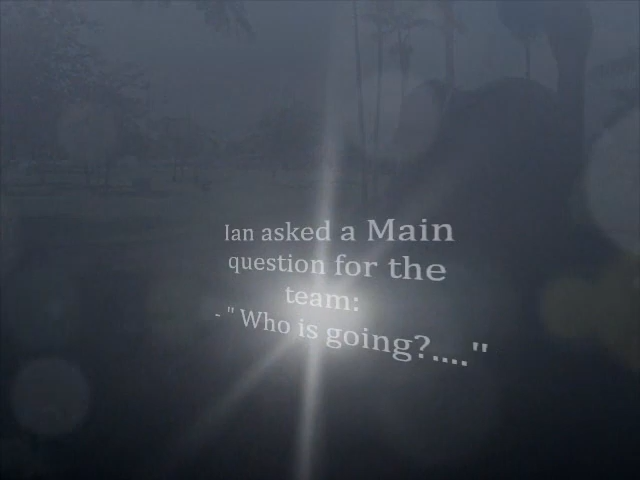 Ian asked a Main
question for the
team:
- " Who is going?...."